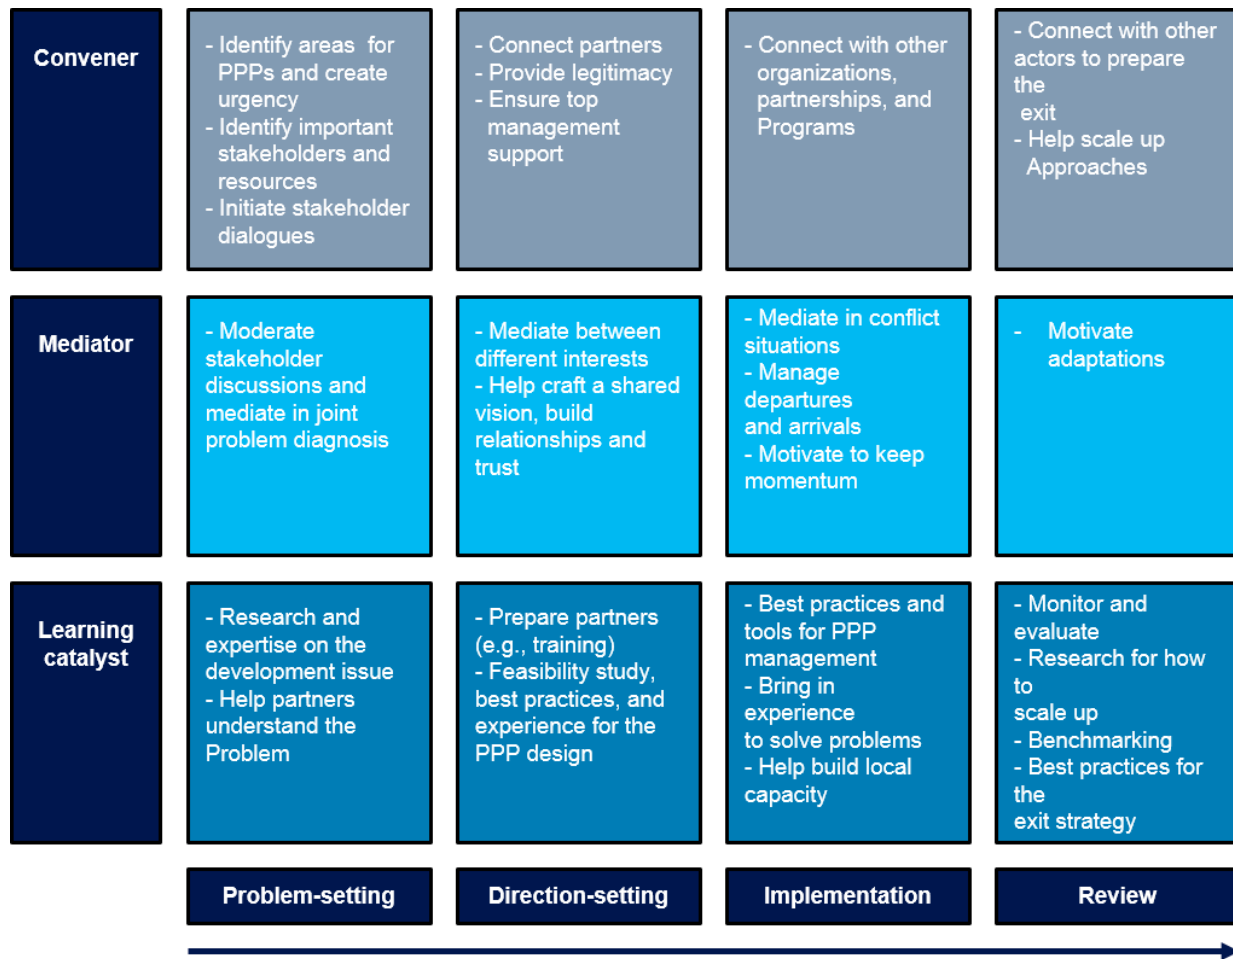 Convener
- Identify areas for
PPPs and create
urgency
- Identify important
stakeholders and
resources
- Initiate stakeholder
dialogues
- Connect partners
- Provide legitimacy
- Ensure top
management
support
- Connect with other
organizations,
partnerships, and
Programs
- Connect with other
actors to prepare
the
exit
- Help scale up
Approaches
Mediator
- Moderate
stakeholder
discussions and
mediate in joint
problem diagnosis
- Mediate between
different interests
- Help craft a shared
vision, build
relationships and
trust
- Mediate in conflict
situations
- Manage
departures
and arrivals
- Motivate to keep
momentum
- Motivate
adaptations
Learning
catalyst
- Research and
expertise on the
development issue
- Help partners
understand the
Problem
- Prepare partners
(e.g., training)
- Feasibility study,
best practices, and
experience for the
PPP design
- Best practices and
tools for PPP
management
- Bring in
experience
to solve problems
- Help build local
capacity
- Monitor and
evaluate
- Research for how
to
scale up
- Benchmarking
- Best practices for
the
exit strategy
Problem-setting
Direction-setting
Implementation
Review